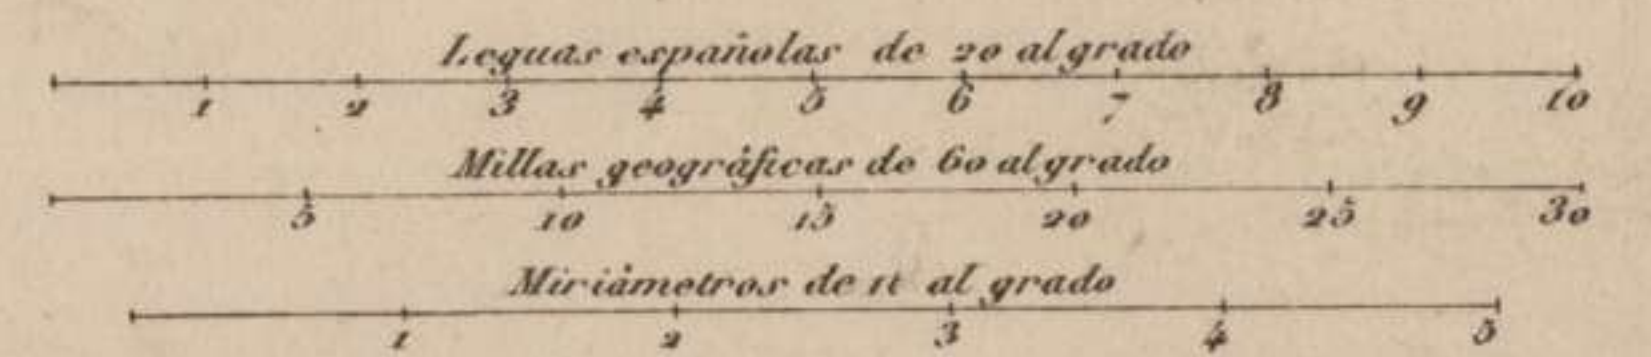 Leguas españolas de 20 al grado
1 2 3 4 5 6 7 8 9 10
Millas geográficas de 60 al grado
5 10 15 20 25 30
Miriámetros de 11 al grado
1 2 3 4 5